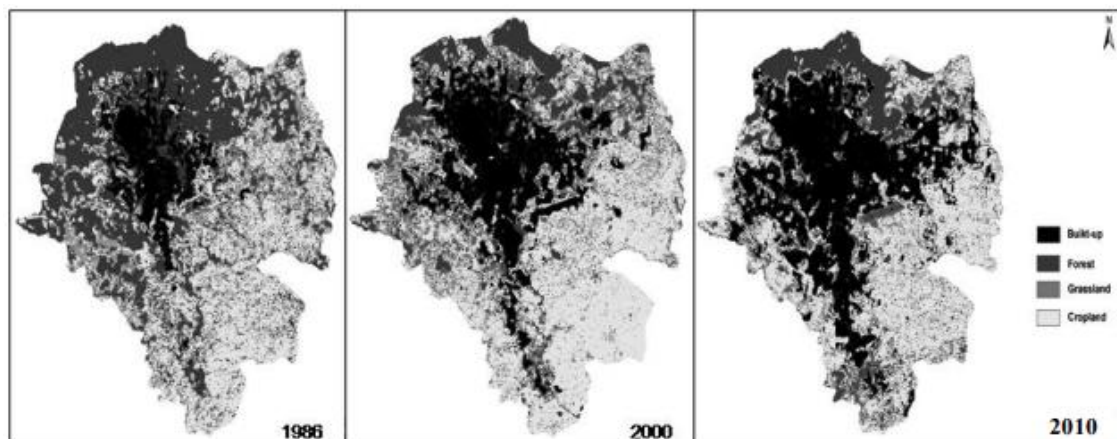 N
Built-up
Forest
Grassland
Cropland
1986
2000
2010